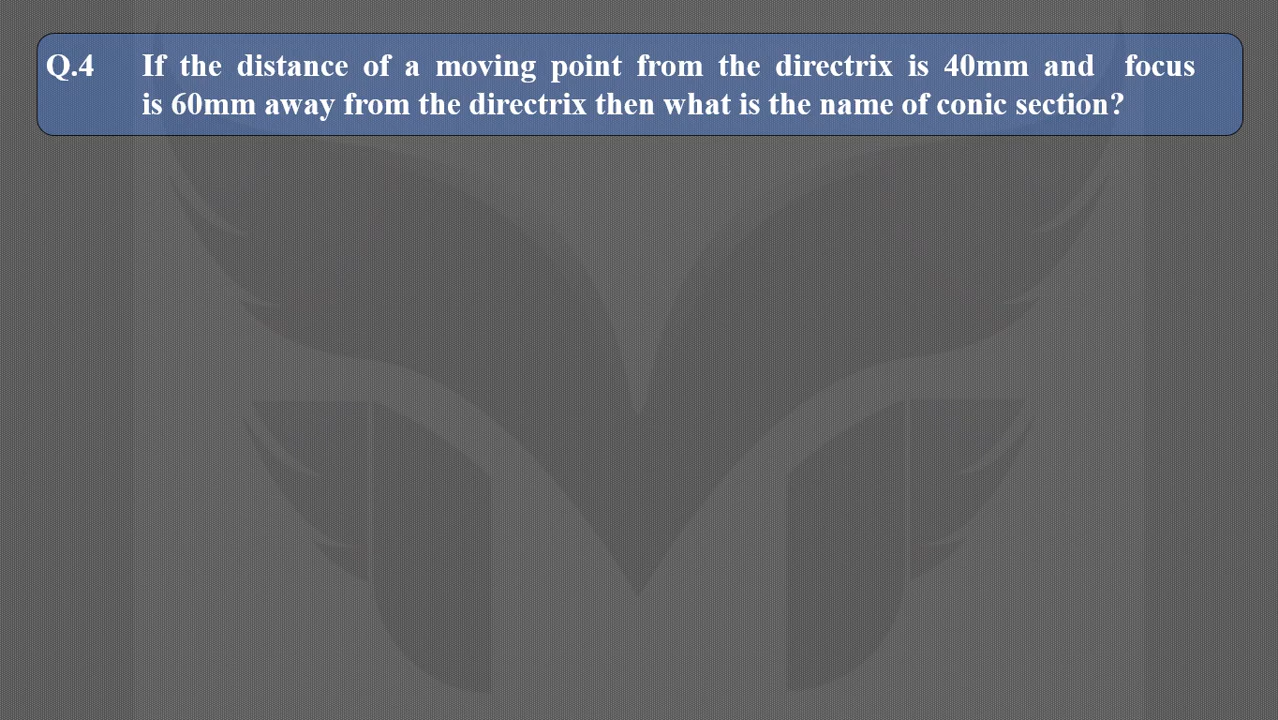 Q.4 If the distance of a moving point from the directrix is 40mm and focus
is 60mm away from the directrix then what is the name of conic section?